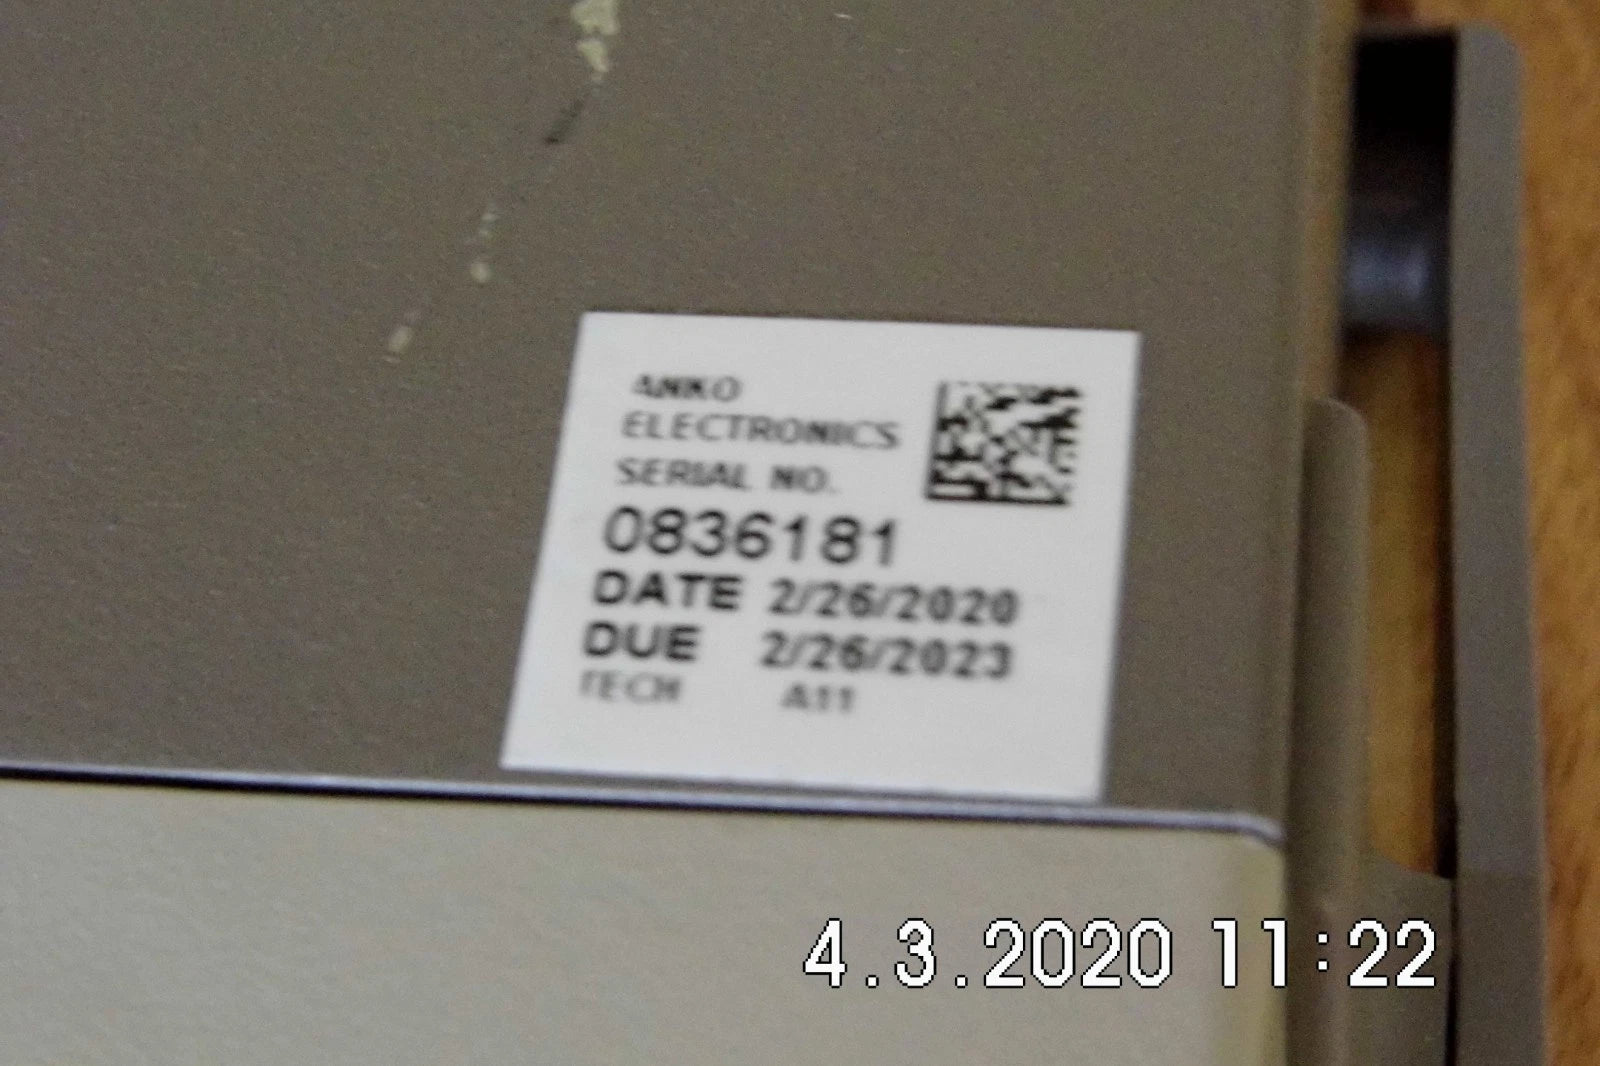 ANKO
ELECTRONICS
SERIAL NO.
0836181
DATE 2/26/2020
DUE 2/26/2023
TECH A11
4.3.2020 11:22